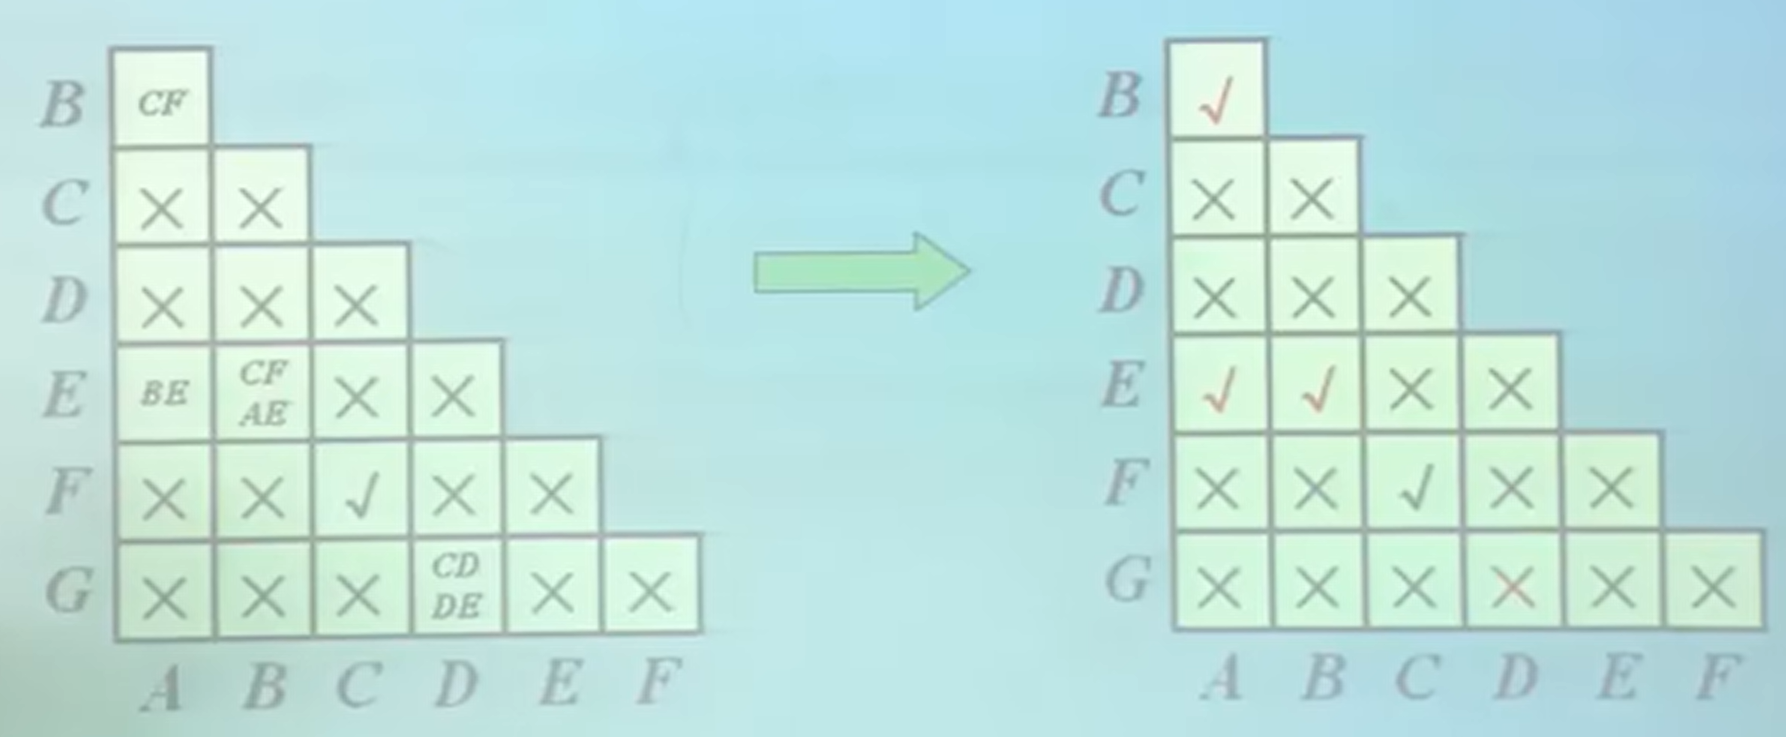 B CF
C × ×
D × × ×
E BE CF AE × ×
F × × √ × ×
G × × × CD DE × ×
A B C D E F
B √
C × ×
D × × ×
E √ √ × ×
F × × √ × ×
G × × × × × ×
A B C D E F